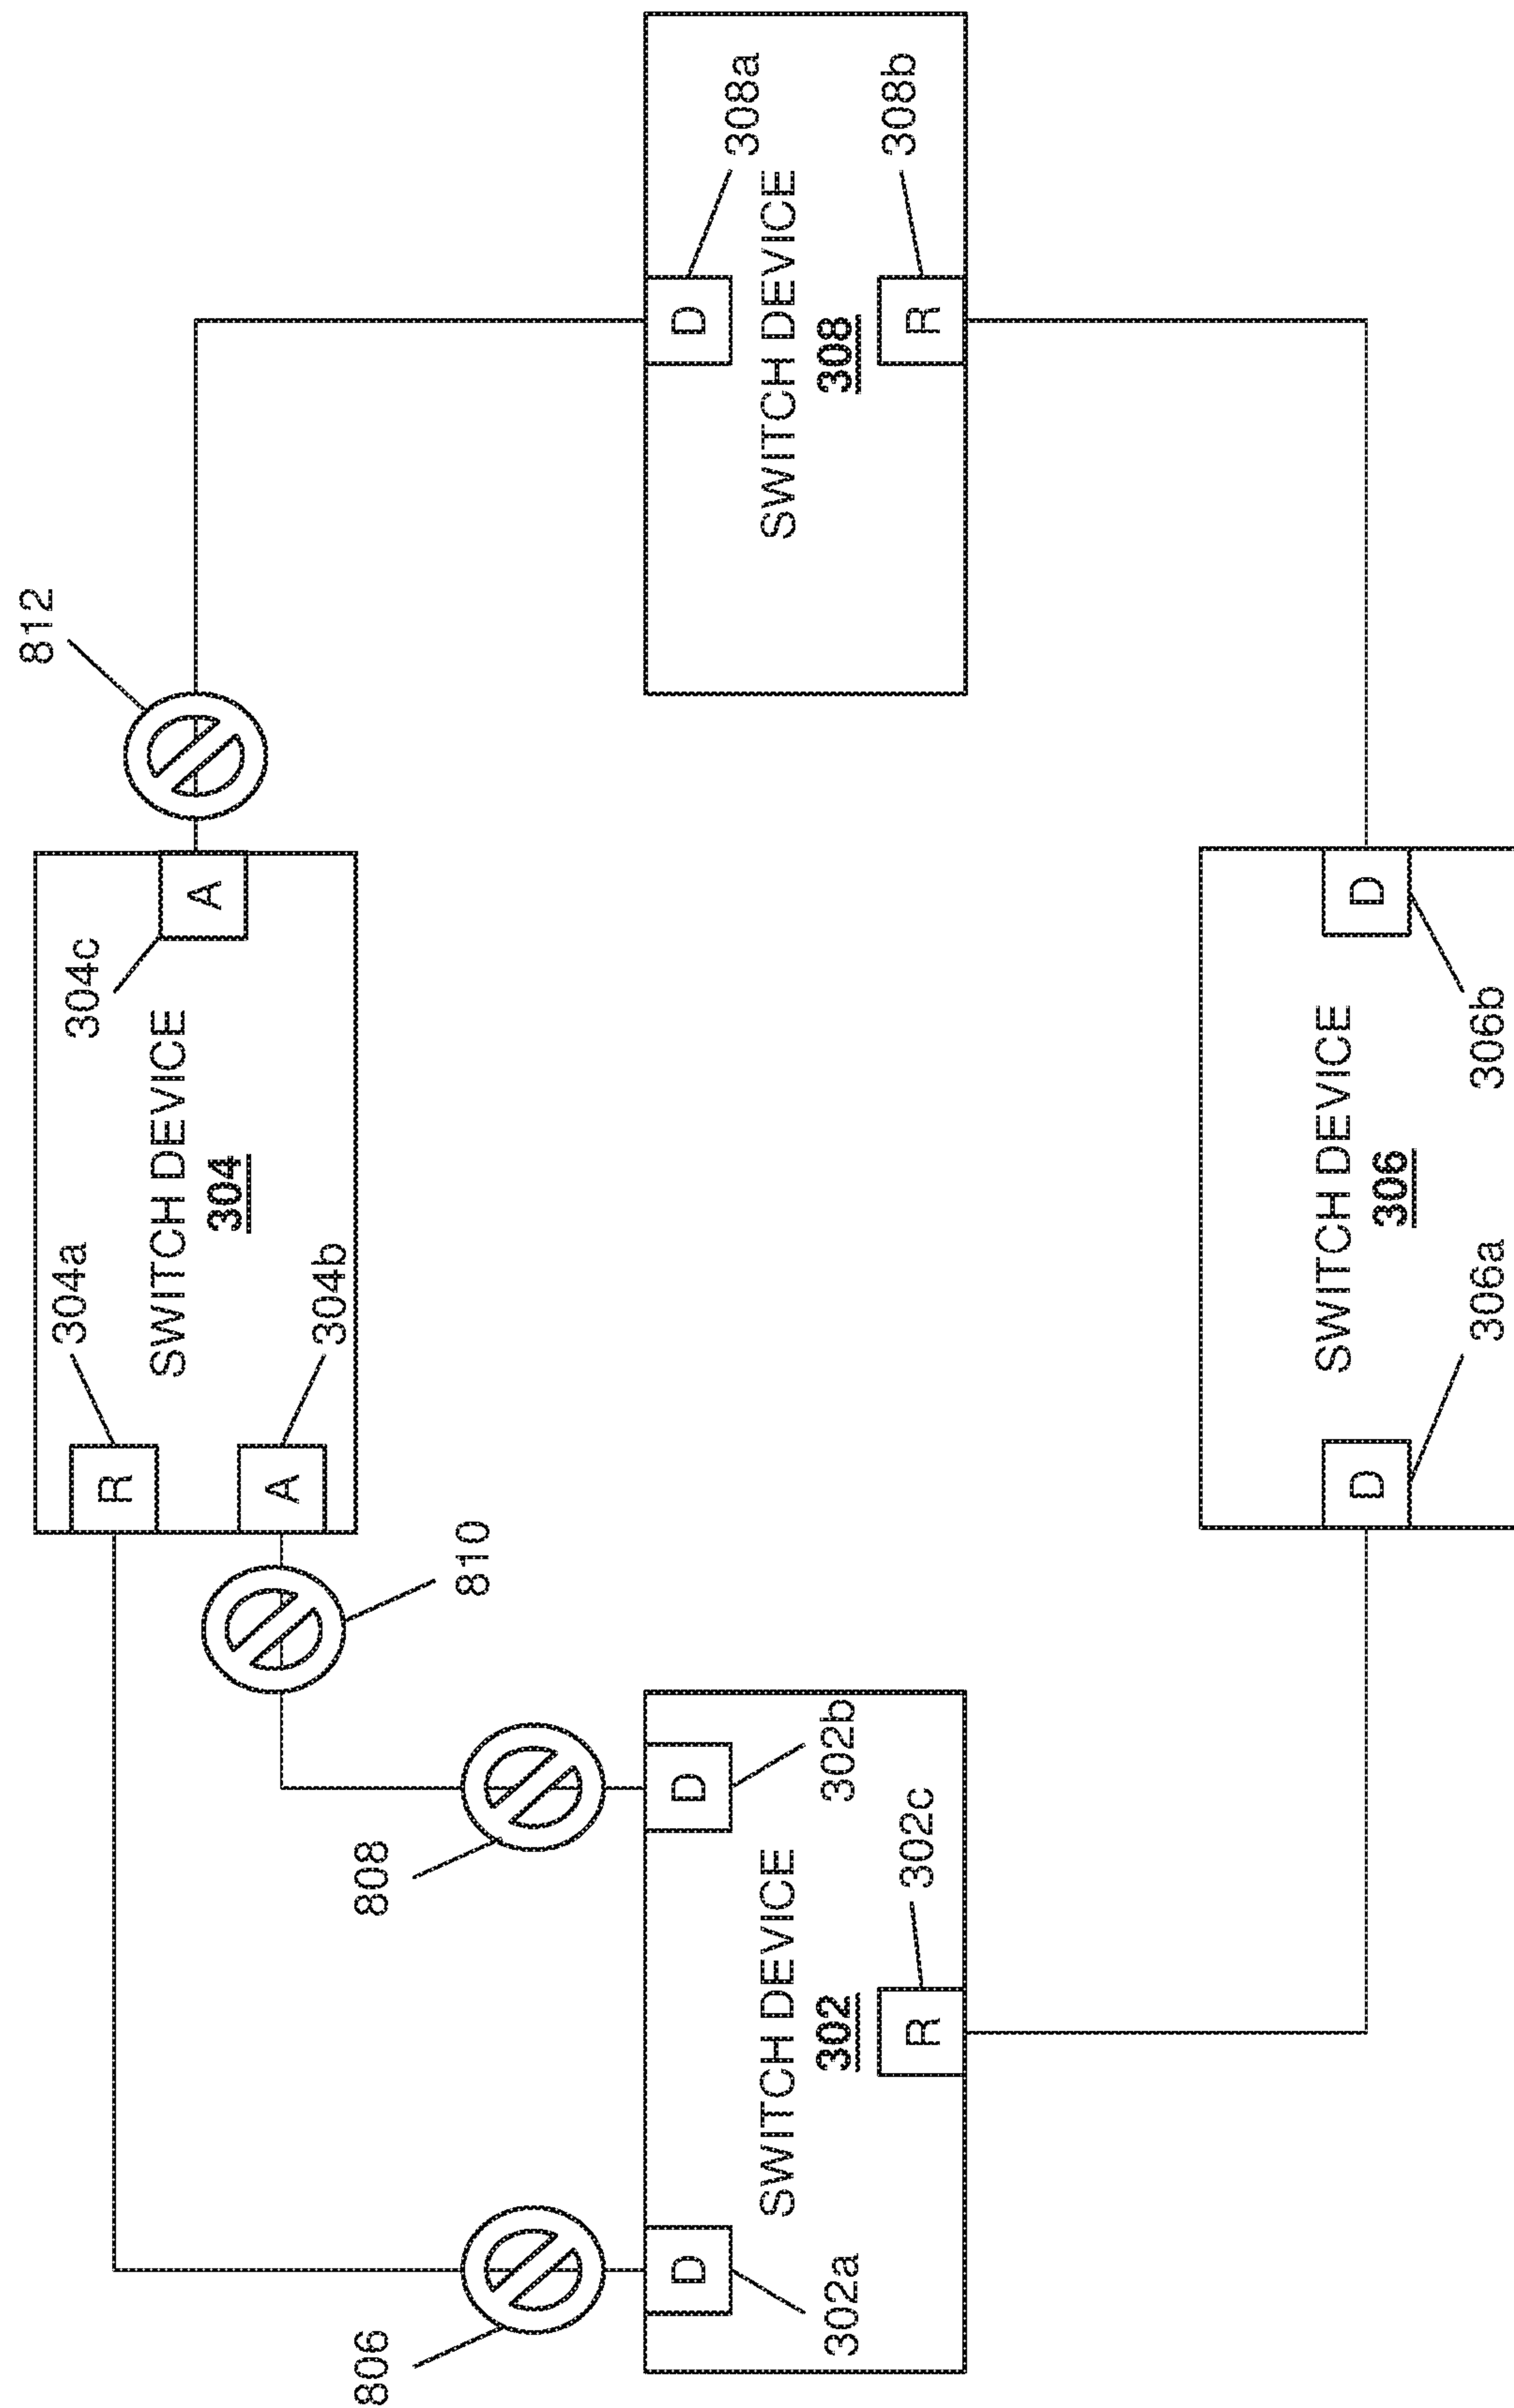 812
304a
R
304c
A
SWITCH DEVICE
304
A
304b
810
808
806
D
302a
D
302b
SWITCH DEVICE
302
R
302c
D
308a
SWITCH DEVICE
308
R
308b
D
306a
SWITCH DEVICE
306
D
306b